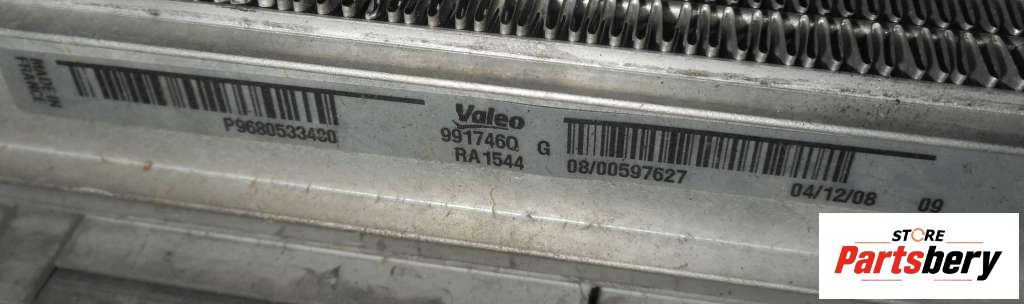 MADE IN
FRANCE
P9680533480
Valeo
991746Q G
RA1544
08/00597627
04/12/08 09
STORE
Partsbery